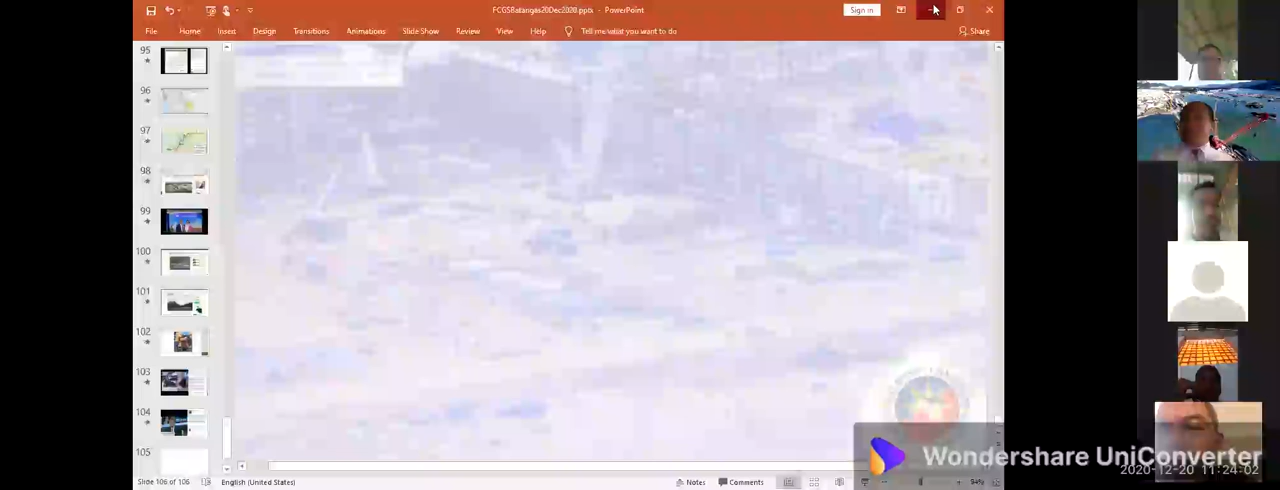 FCGSBatangas20Dec2020.pptx - PowerPoint
Sign in
File Home Insert Design Transitions Animations Slide Show Review View Help Tell me what you want to do Share
95
96
97
98
99
100
101
102
103
104
105
Wondershare UniConverter
2020-12-20 11:24:02
Slide 106 of 106 English (United States) Notes Comments 94%